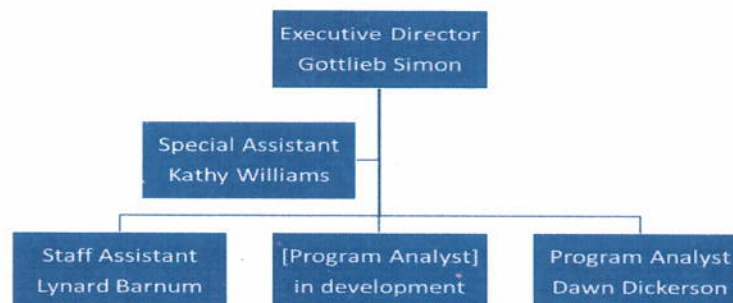 Executive Director
Gottlieb Simon
Special Assistant
Kathy Williams
Staff Assistant
Lynard Barnum
[Program Analyst]
in development
Program Analyst
Dawn Dickerson